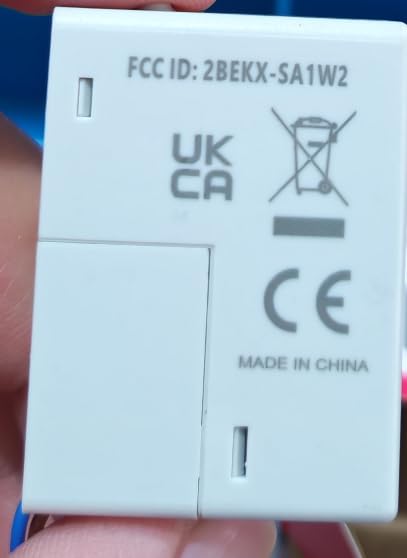 FCC ID: 2BEKX-SA1W2
UK
CA
CE
MADE IN CHINA